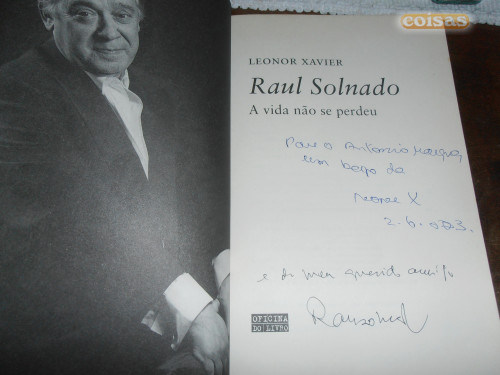 coisas
LEONOR XAVIER
Raul Solnado
A vida não se perdeu
Para o António
um beijo da
Leonor X
2.6.003.
e do meu querido amigo
OFICINA
DO LIVRO
Raulsolnado